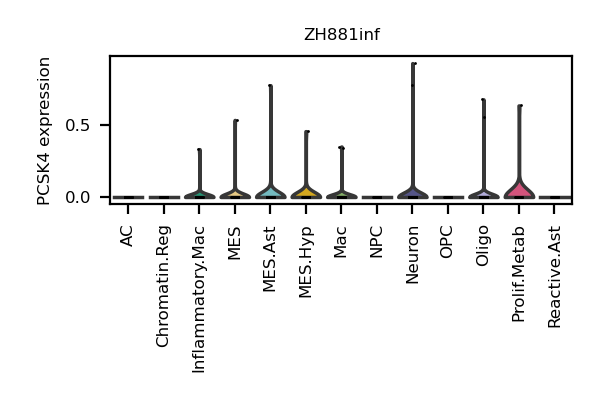 ZH881inf
PCSK4 expression
0.5
0.0
AC
Chromatin.Reg
Inflammatory.Mac
MES
MES.Ast
MES.Hyp
Mac
NPC
Neuron
OPC
Oligo
Prolif.Metab
Reactive.Ast